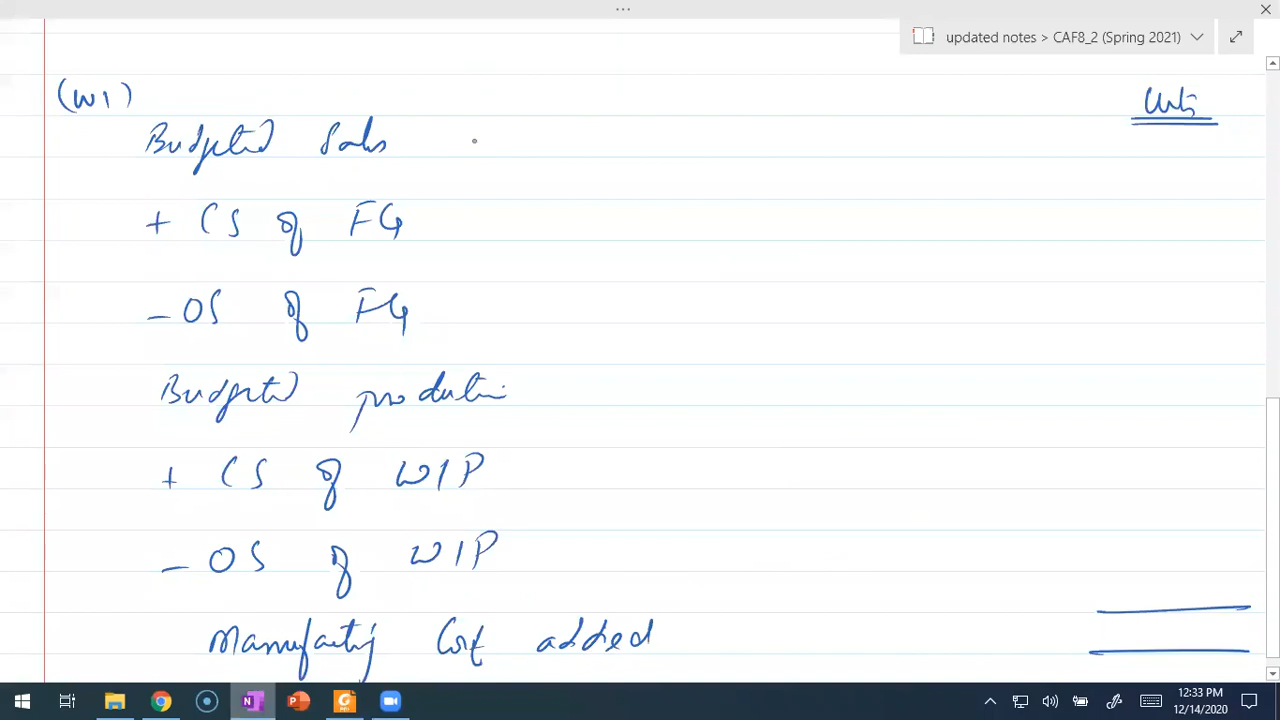 updated notes > CAF8_2 (Spring 2021)
(W1)
Units
Budgeted Sales
+ CS of FG
- OS of FG
Budgeted production
+ CS of WIP
- OS of WIP
Manufacturing Cost added
12:33 PM
12/14/2020